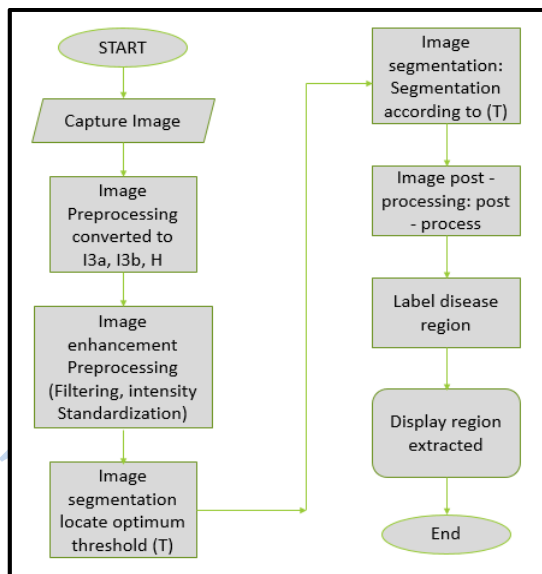 START
Capture Image
Image
Preprocessing
converted to
I3a, I3b, H
Image
enhancement
Preprocessing
(Filtering, intensity
Standardization)
Image
segmentation
locate optimum
threshold (T)
Image
segmentation:
Segmentation
according to (T)
Image post -
processing: post
- process
Label disease
region
Display region
extracted
End